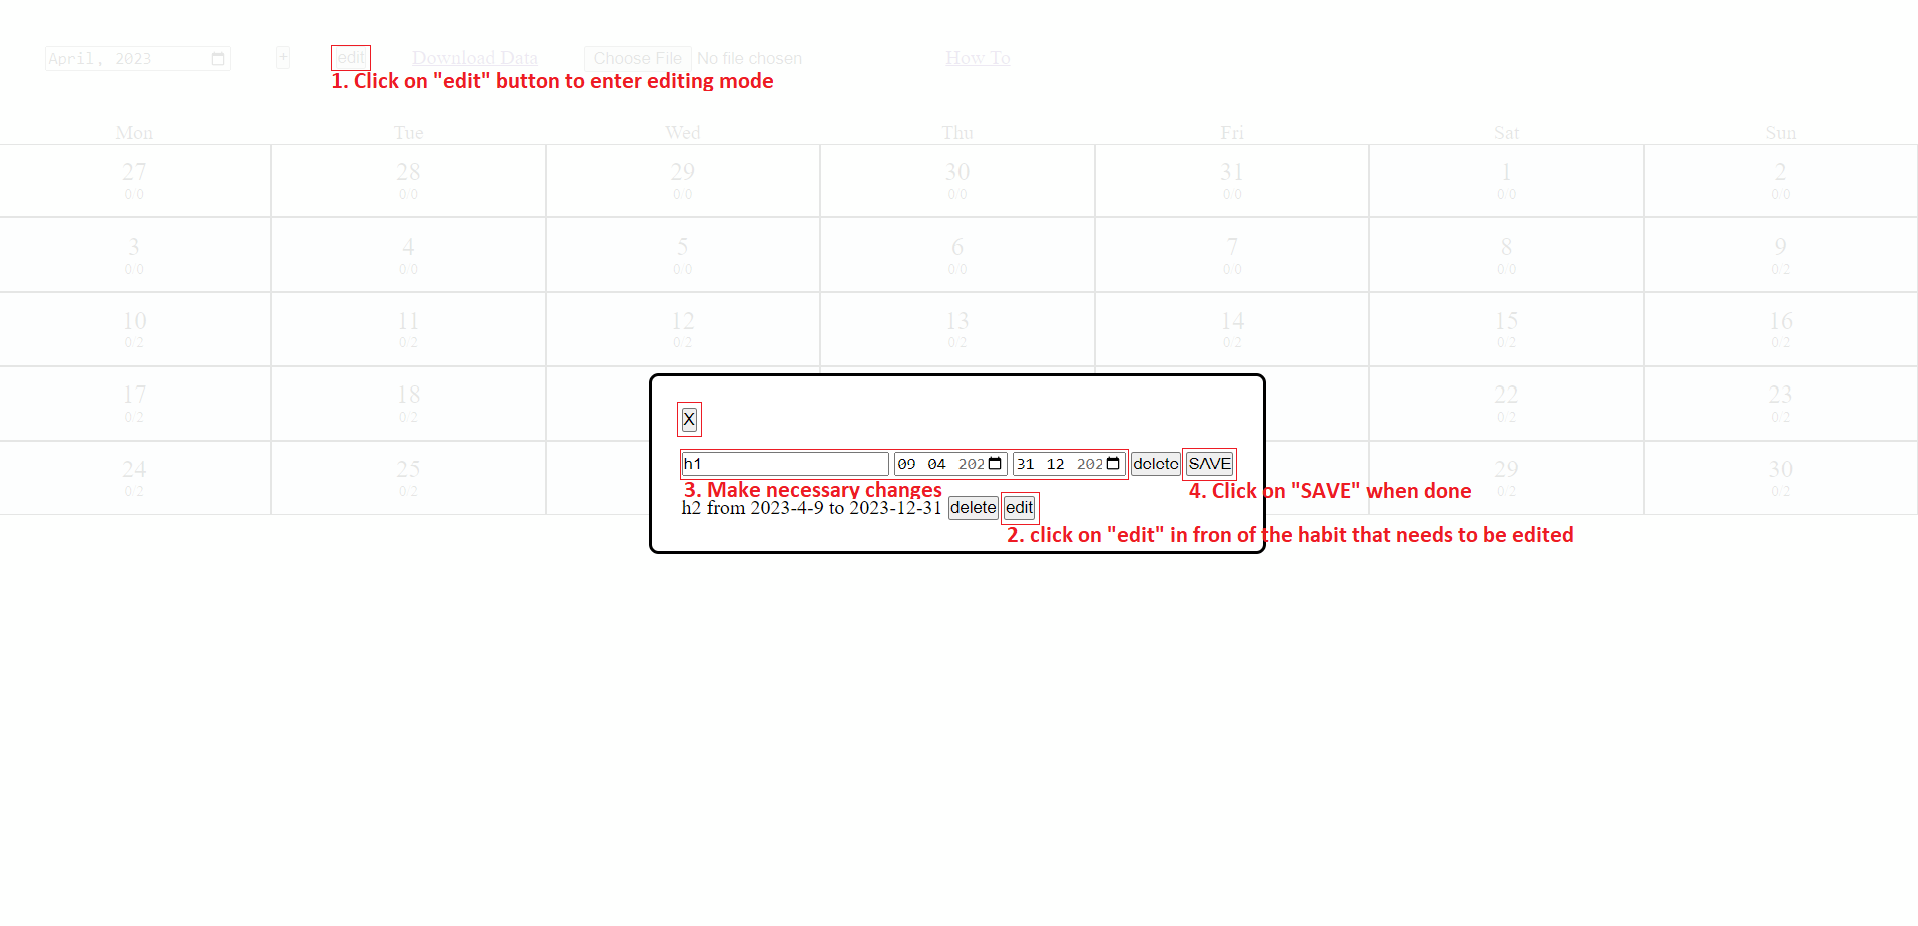 April, 2023 + edit Download Data Choose File No file chosen How To
1. Click on "edit" button to enter editing mode
Mon Tue Wed Thu Fri Sat Sun
27 28 29 30 31 1 2
0/0 0/0 0/0 0/0 0/0 0/0 0/0
3 4 5 6 7 8 9
0/0 0/0 0/0 0/0 0/0 0/0 0/2
10 11 12 13 14 15 16
0/2 0/2 0/2 0/2 0/2 0/2 0/2
17 18 22 23
0/2 0/2 0/2 0/2
X
h1 09 04 202 31 12 202 delete SAVE
24 25 29 30
0/2 0/2 0/2 0/2
3. Make necessary changes 4. Click on "SAVE" when done
h2 from 2023-4-9 to 2023-12-31 delete edit
2. click on "edit" in fron of the habit that needs to be edited